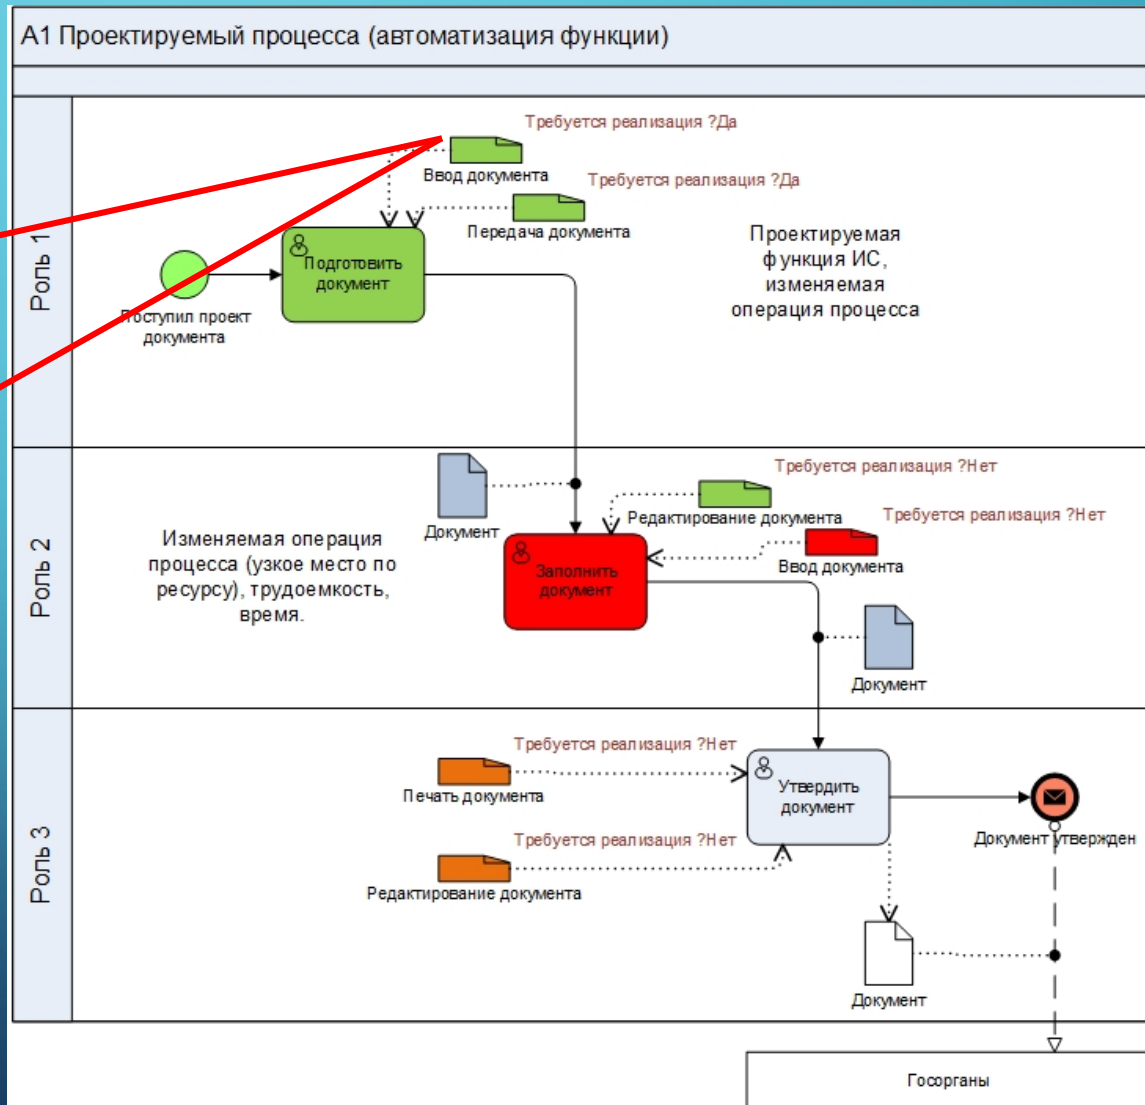 А1 Проектируемый процесса (автоматизация функции)
Роль 1
Требуется реализация ?Да
Ввод документа
Требуется реализация ?Да
Передача документа
Подготовить
документ
Поступил проект
документа
Проектируемая
функция ИС,
изменяемая
операция процесса
Роль 2
Документ
Требуется реализация ?Нет
Редактирование документа
Требуется реализация ?Нет
Ввод документа
Изменяемая операция
процесса (узкое место по
ресурсу), трудоемкость,
время.
Заполнить
документ
Документ
Роль 3
Требуется реализация ?Нет
Печать документа
Утвердить
документ
Требуется реализация ?Нет
Редактирование документа
Документ утвержден
Документ
Госорганы